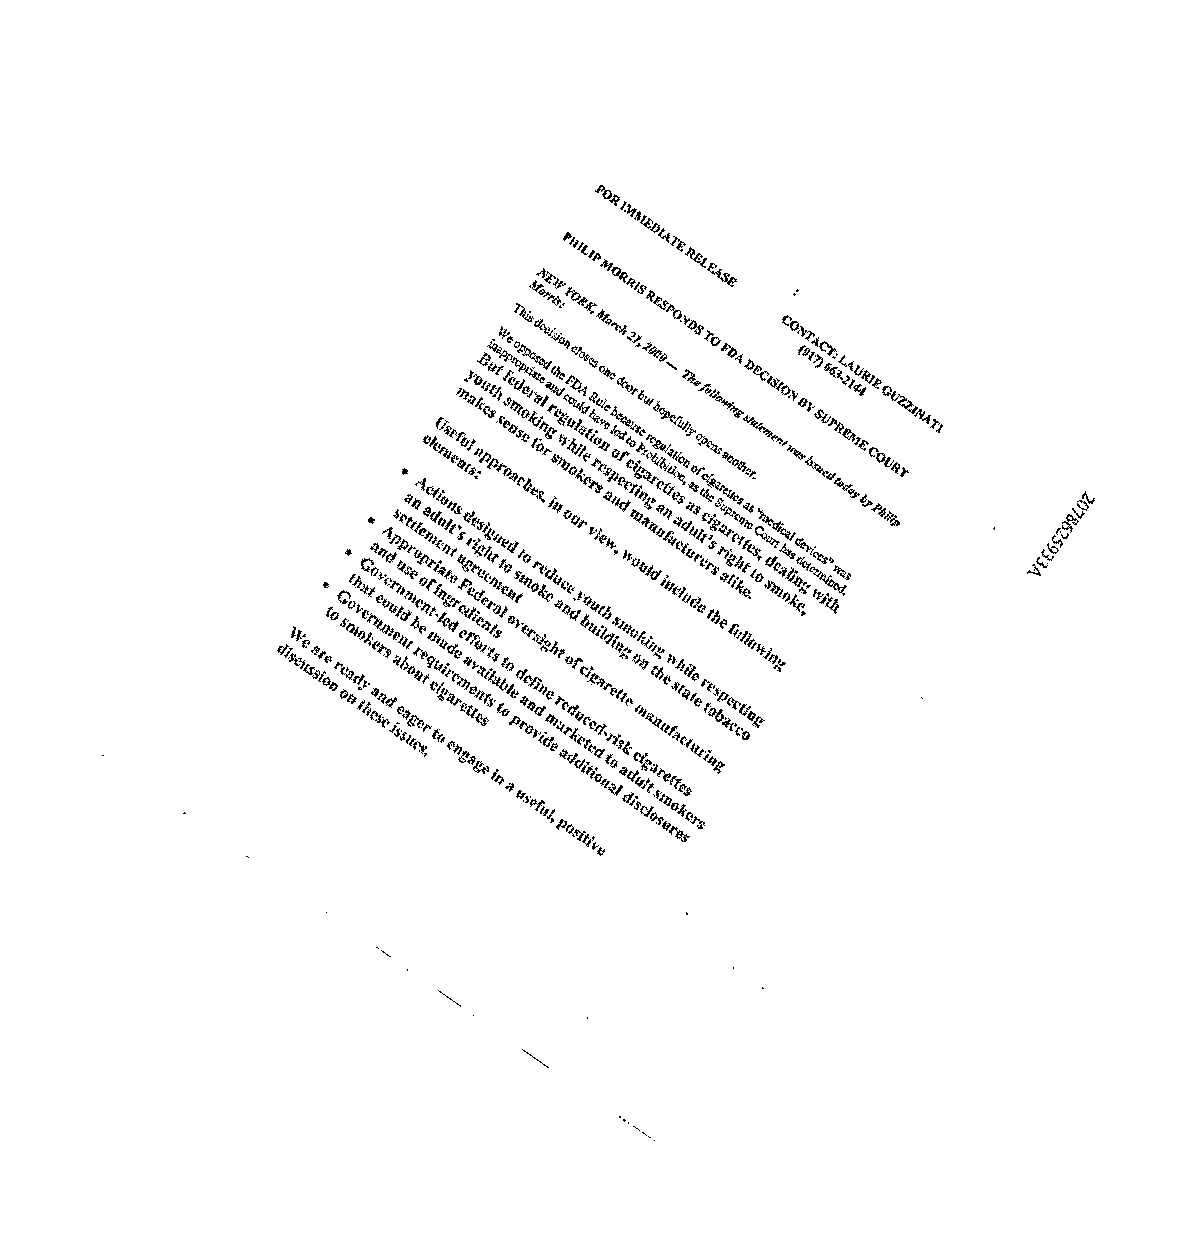 FOR IMMEDIATE RELEASE
CONTACT: LAURIE GUZZINATI
(917) 663-2144
PHILIP MORRIS RESPONDS TO FDA DECISION BY SUPREME COURT
NEW YORK, March 21, 2000 — The following statement was issued today by Philip
Morris:
This decision closes one door but hopefully opens another.
We opposed the FDA Rule because regulation of cigarettes as "medical devices" was
inappropriate and could have led to Prohibition, as the Supreme Court has determined.
But federal regulation of cigarettes as cigarettes, dealing with
youth smoking while respecting an adult's right to smoke,
makes sense for smokers and manufacturers alike.
Useful approaches, in our view, would include the following
elements:
• Actions designed to reduce youth smoking while respecting
an adult's right to smoke and building on the state tobacco
settlement agreement
• Appropriate Federal oversight of cigarette manufacturing
and use of ingredients
• Government-led efforts to define reduced-risk cigarettes
that could be made available and marketed to adult smokers
• Government requirements to provide additional disclosures
to smokers about cigarettes
We are ready and eager to engage in a useful, positive
discussion on these issues.
2078625933A